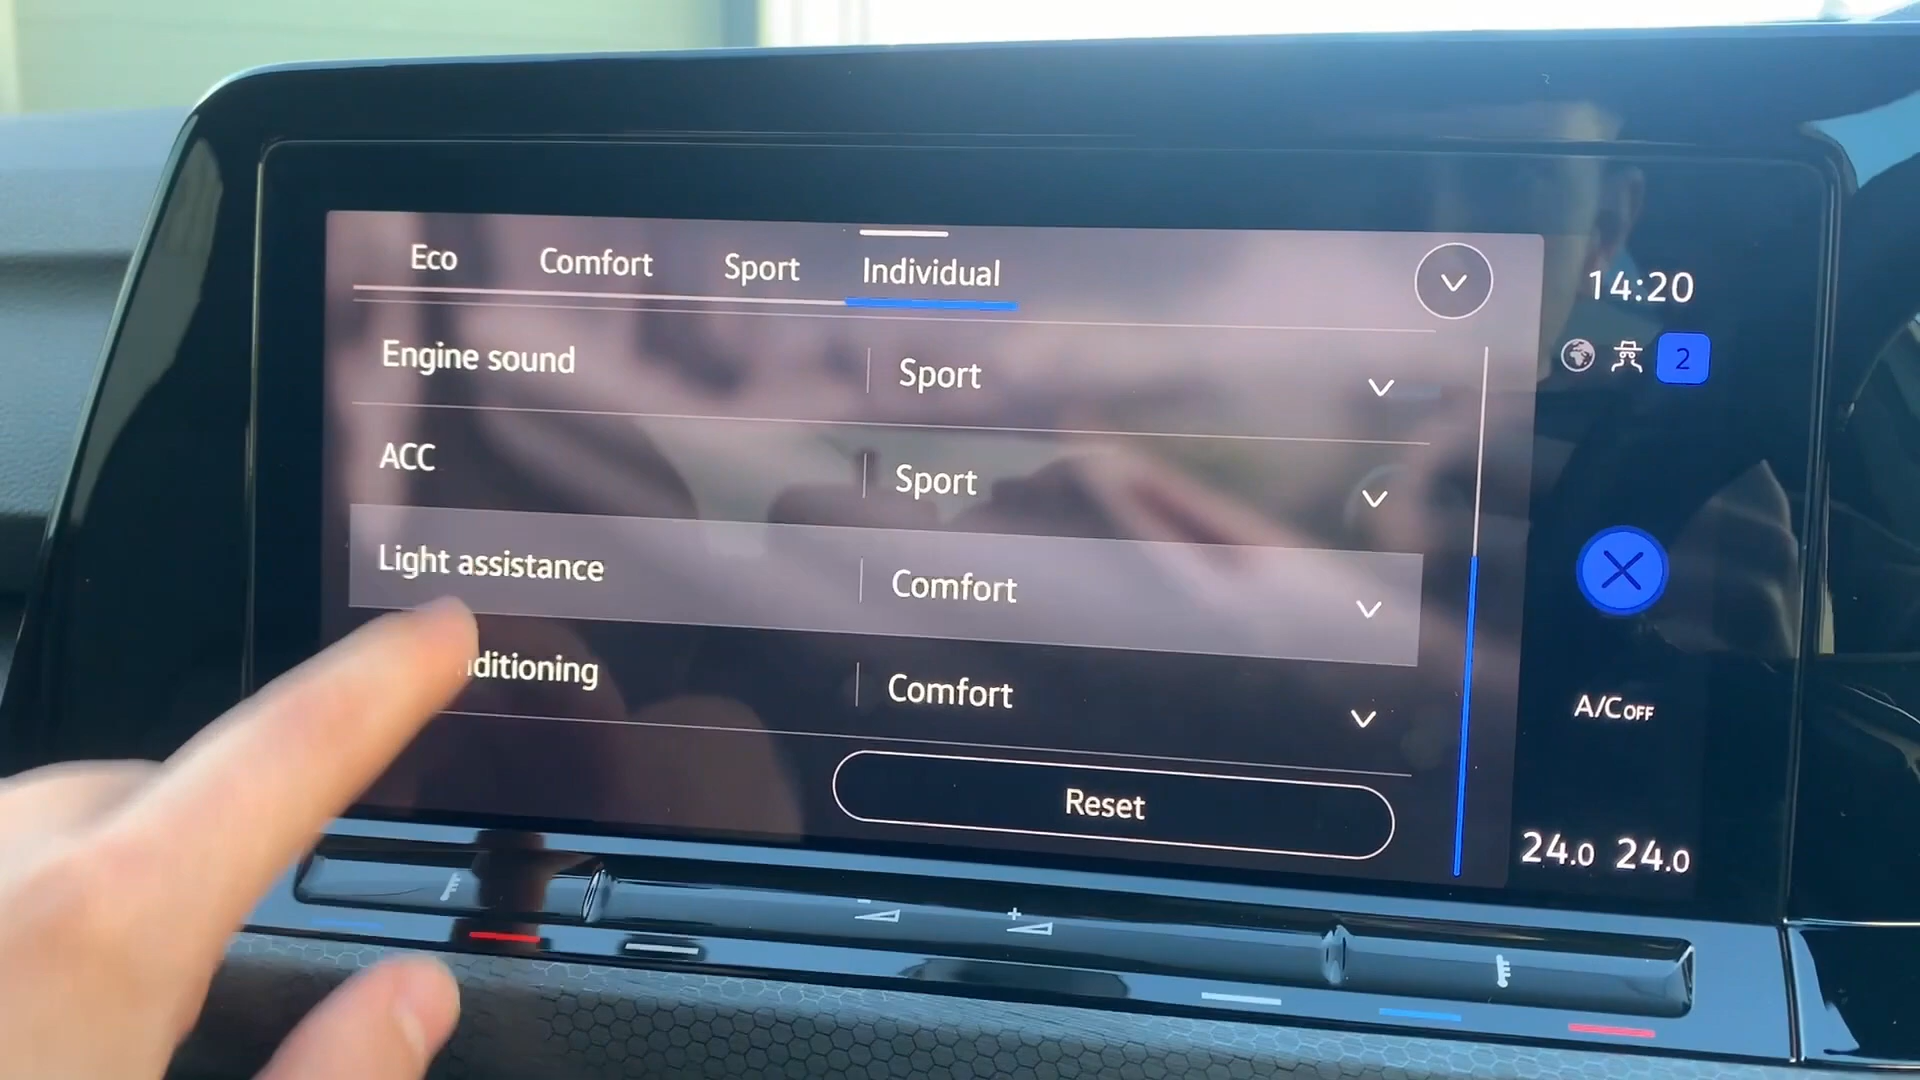 Eco Comfort Sport Individual
14:20
2
Engine sound Sport
ACC Sport
Light assistance Comfort
nditioning Comfort
A/C OFF
Reset
24.0 24.0